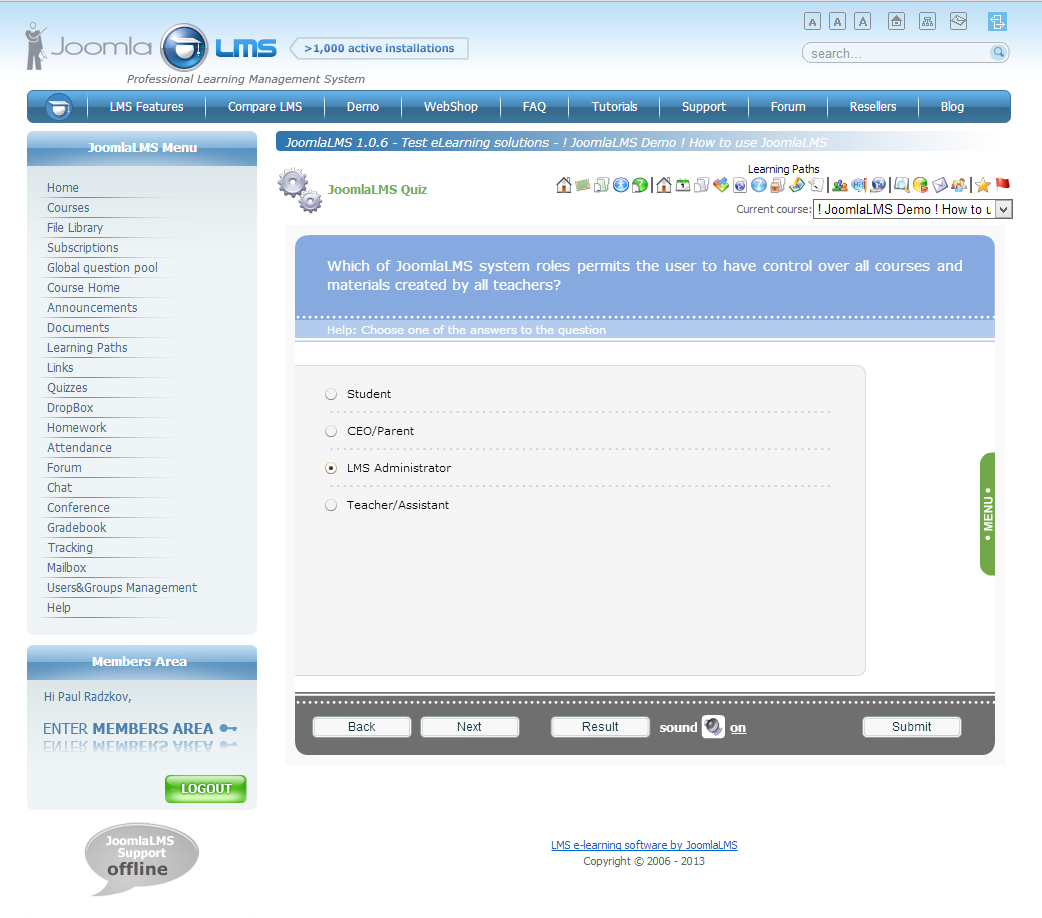 A A A
Joomla LMS
>1,000 active installations
search...
Professional Learning Management System
LMS Features Compare LMS Demo WebShop FAQ Tutorials Support Forum Resellers Blog
JoomlaLMS Menu
Home
Courses
File Library
Subscriptions
Global question pool
Course Home
Announcements
Documents
Learning Paths
Links
Quizzes
DropBox
Homework
Attendance
Forum
Chat
Conference
Gradebook
Tracking
Mailbox
Users&Groups Management
Help
Members Area
Hi Paul Radzkov,
ENTER MEMBERS AREA
LOGOUT
JoomlaLMS
Support
offline
JoomlaLMS 1.0.6 - Test eLearning solutions - ! JoomlaLMS Demo ! How to use JoomlaLMS
JoomlaLMS Quiz
Learning Paths
Current course: ! JoomlaLMS Demo ! How to u
Which of JoomlaLMS system roles permits the user to have control over all courses and
materials created by all teachers?
Help: Choose one of the answers to the question
Student
CEO/Parent
LMS Administrator
Teacher/Assistant
• MENU •
Back Next Result sound on Submit
LMS e-learning software by JoomlaLMS
Copyright © 2006 - 2013